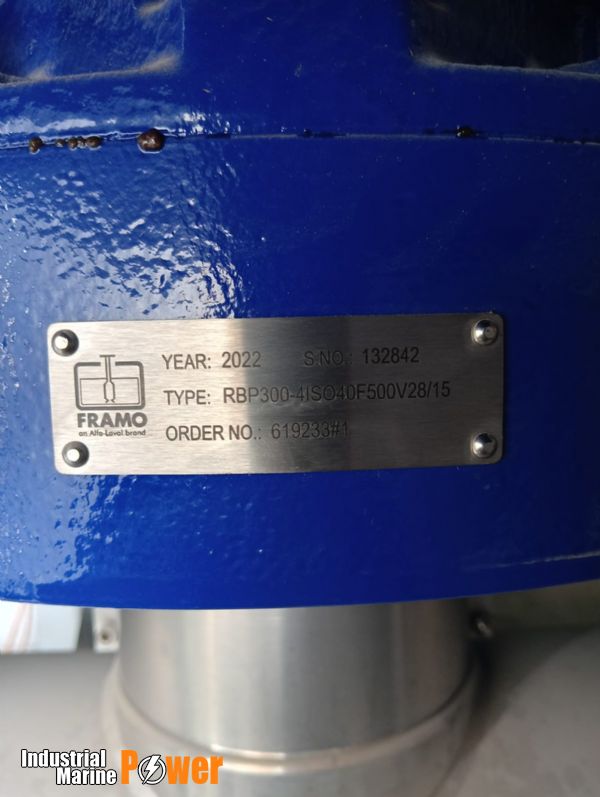 YEAR: 2022 S.NO.: 132842
TYPE: RBP300-4ISO40F500V28/15
ORDER NO.: 619233#1
FRAMO
an Alfa-Laval brand
Industrial
Marine Power